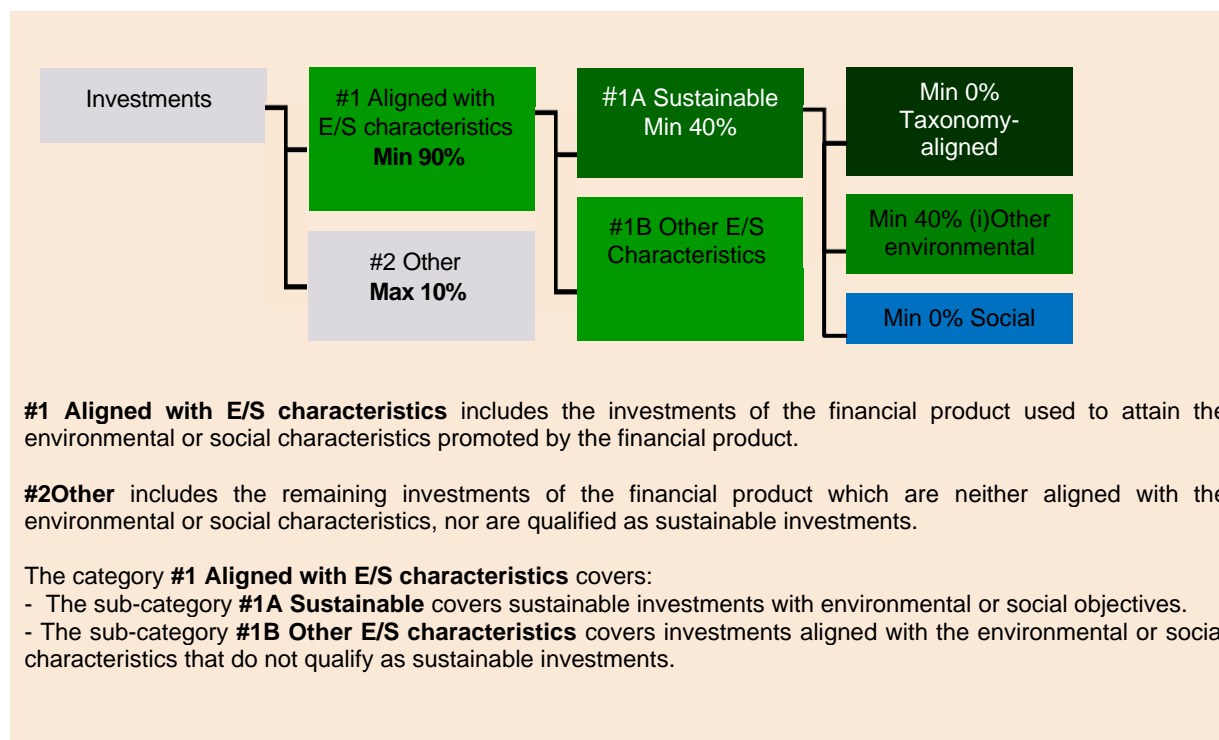 Investments
#1 Aligned with
E/S characteristics
Min 90%
#2 Other
Max 10%
#1A Sustainable
Min 40%
#1B Other E/S
Characteristics
Min 0%
Taxonomy-
aligned
Min 40% (i)Other
environmental
Min 0% Social
#1 Aligned with E/S characteristics includes the investments of the financial product used to attain the
environmental or social characteristics promoted by the financial product.
#2Other includes the remaining investments of the financial product which are neither aligned with the
environmental or social characteristics, nor are qualified as sustainable investments.
The category #1 Aligned with E/S characteristics covers:
- The sub-category #1A Sustainable covers sustainable investments with environmental or social objectives.
- The sub-category #1B Other E/S characteristics covers investments aligned with the environmental or social
characteristics that do not qualify as sustainable investments.